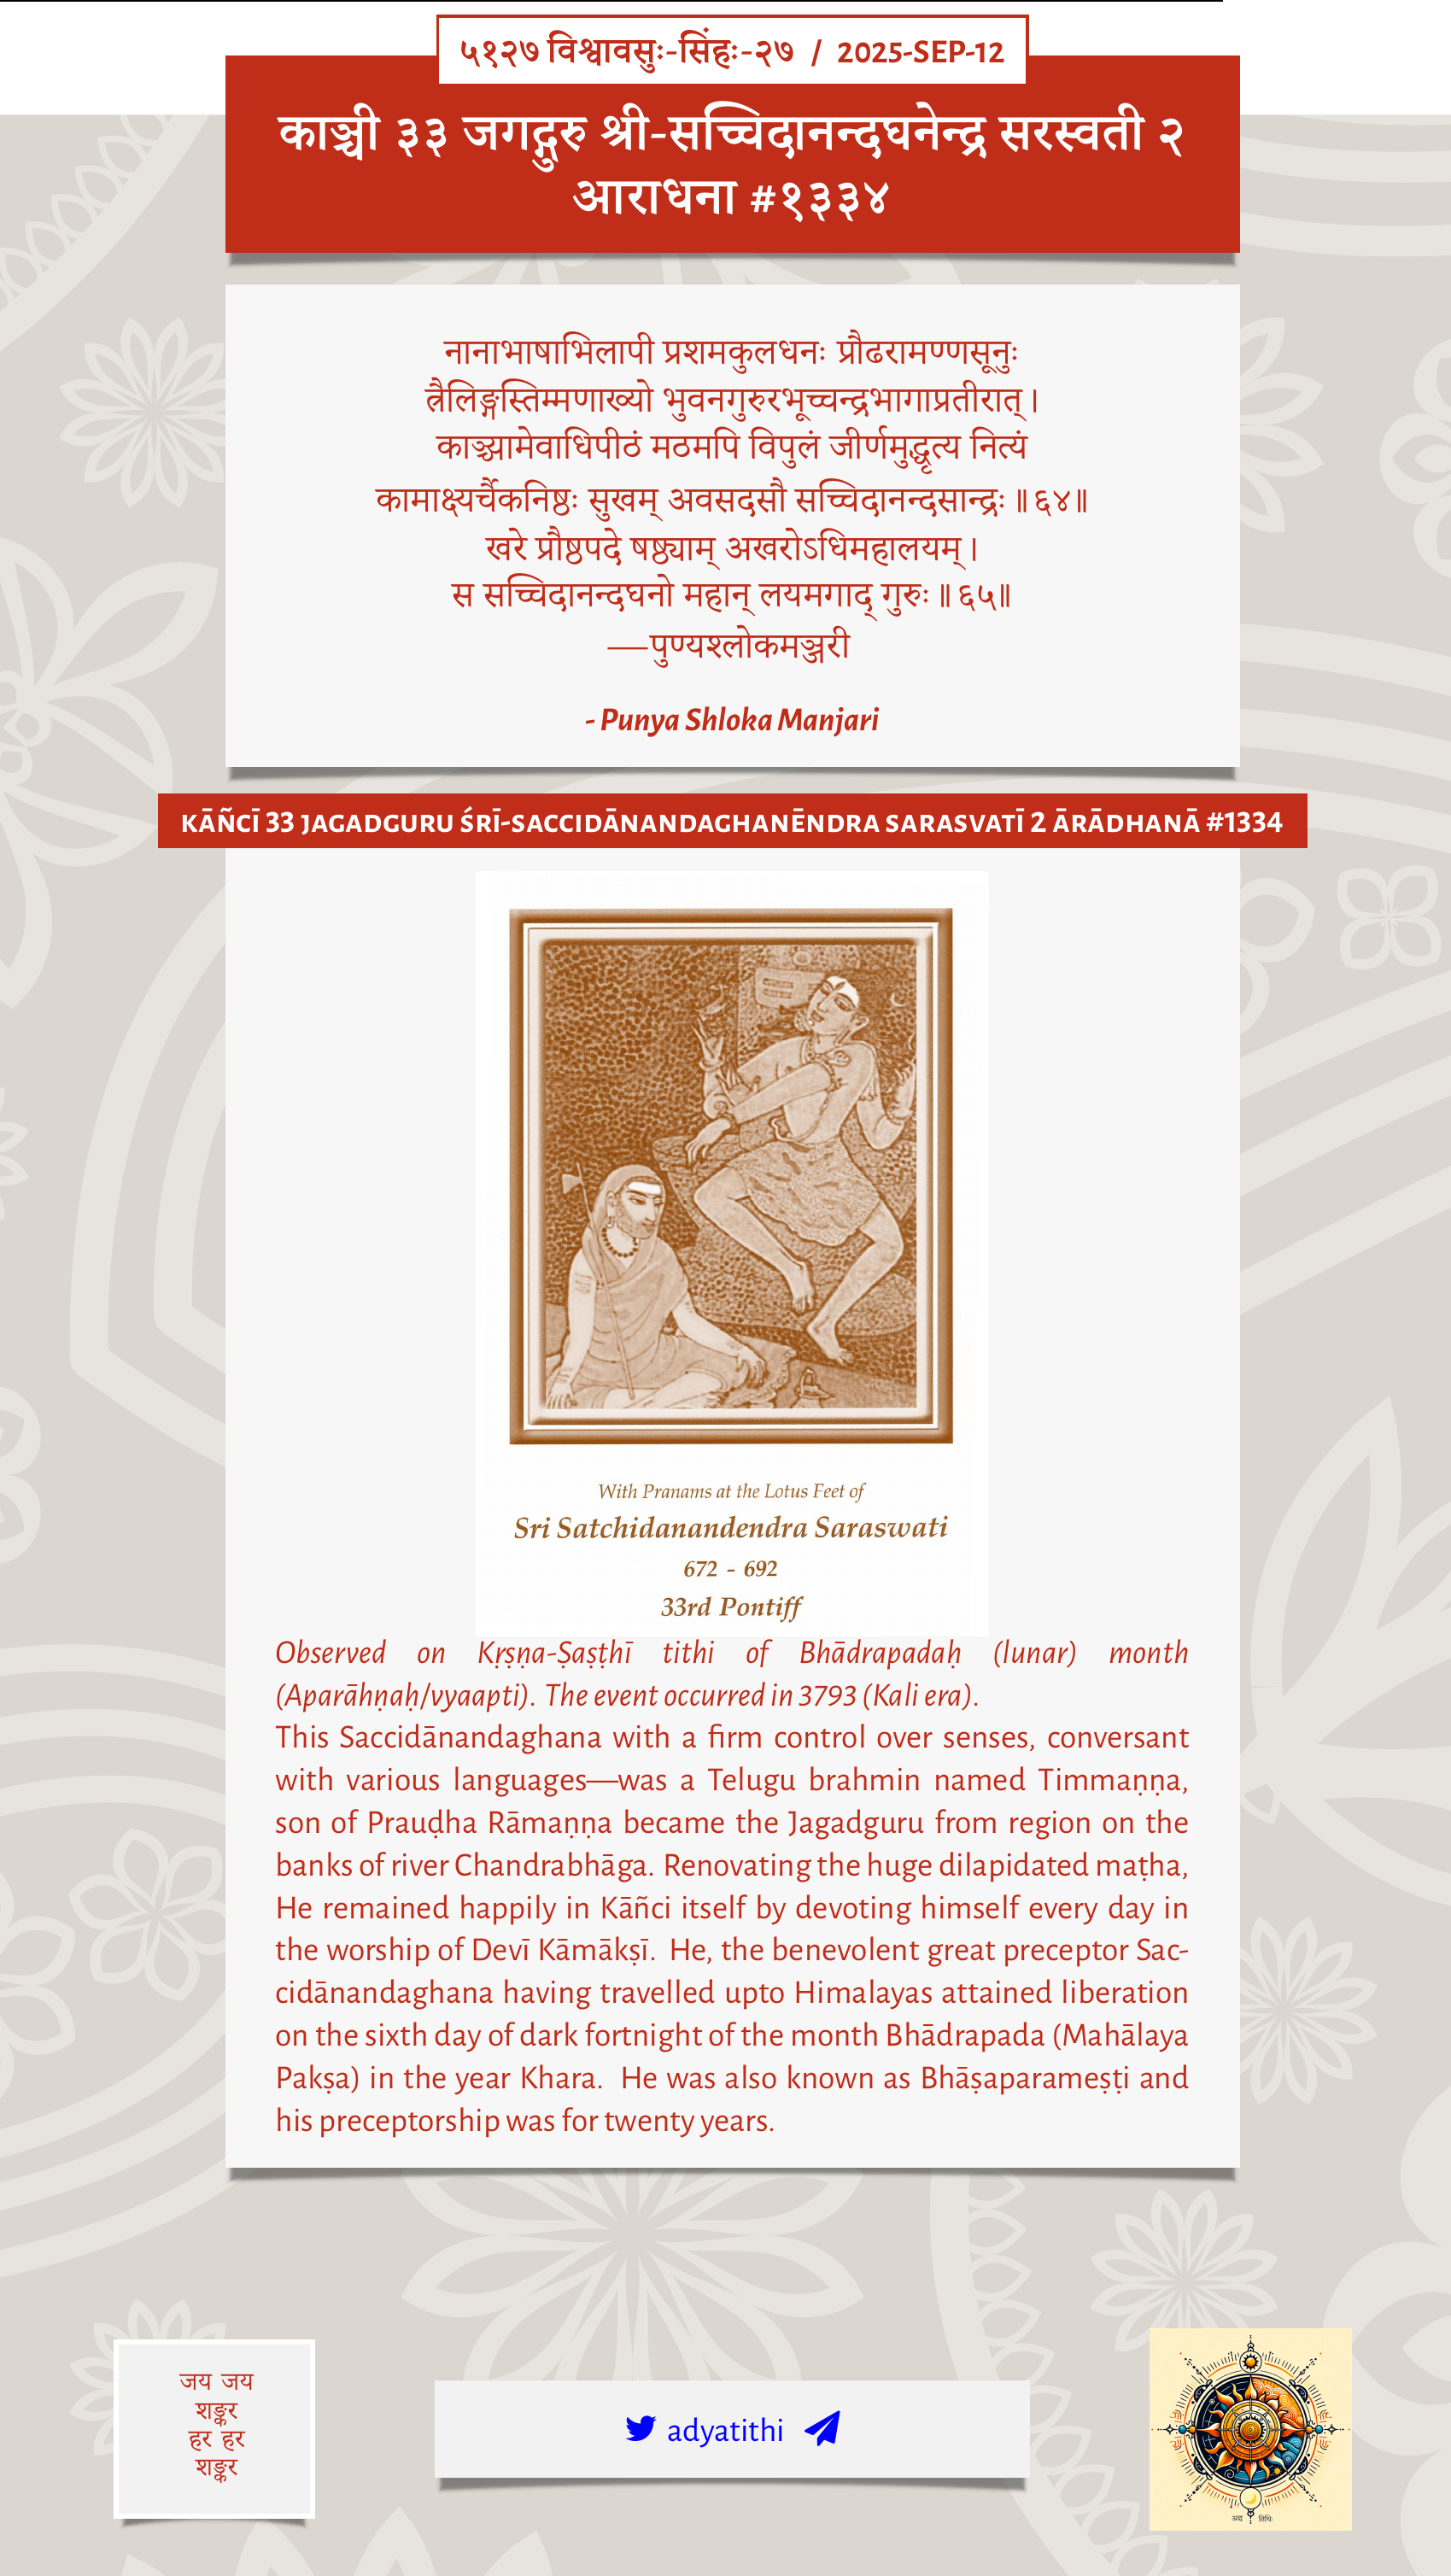 ५१२७ विश्वावसुः-सिंहः-२७ / 2025-SEP-12
काञ्ची ३३ जगद्गुरु श्री-सच्चिदानन्दघनेन्द्र सरस्वती २
आराधना #१३३४
नानाभाषाभिलापी प्रशमकुलधनः प्रौढरामण्णसूनुः
त्रैलिङ्गस्तिम्मणाख्यो भुवनगुरुरभूच्चन्द्रभागाप्रतीरात्।
काञ्च्यामेवाधिपीठं मठमपि विपुलं जीर्णमुद्धृत्य नित्यं
कामाक्ष्यर्चैकनिष्ठः सुखम् अवसदसौ सच्चिदानन्दसान्द्रः॥६४॥
खरे प्रौष्ठपदे षष्ठ्याम् अखरोऽधिमहालयम्।
स सच्चिदानन्दघनो महान् लयमगाद् गुरुः॥६५॥
—पुण्यश्लोकमञ्जरी
- Punya Shloka Manjari
KĀÑCĪ 33 JAGADGURU ŚRĪ-SACCIDĀNANDAGHANĒNDRA SARASVATĪ 2 ĀRĀDHANĀ #1334
With Pranams at the Lotus Feet of
Sri Satchidanandendra Saraswati
672 - 692
33rd Pontiff
Observed on Kṛṣṇa-Ṣaṣṭhī tithi of Bhādrapadaḥ (lunar) month
(Aparāhṇaḥ/vyaapti). The event occurred in 3793 (Kali era).
This Saccidānandaghana with a firm control over senses, conversant
with various languages—was a Telugu brahmin named Timmaṇṇa,
son of Prauḍha Rāmaṇṇa became the Jagadguru from region on the
banks of river Chandrabhāga. Renovating the huge dilapidated maṭha,
He remained happily in Kāñci itself by devoting himself every day in
the worship of Devī Kāmākṣī. He, the benevolent great preceptor Sac-
cidānandaghana having travelled upto Himalayas attained liberation
on the sixth day of dark fortnight of the month Bhādrapada (Mahālaya
Pakṣa) in the year Khara. He was also known as Bhāṣaparameṣṭi and
his preceptorship was for twenty years.
जय जय
शङ्कर
हर हर
शङ्कर
adyatithi
अद्य तिथिः